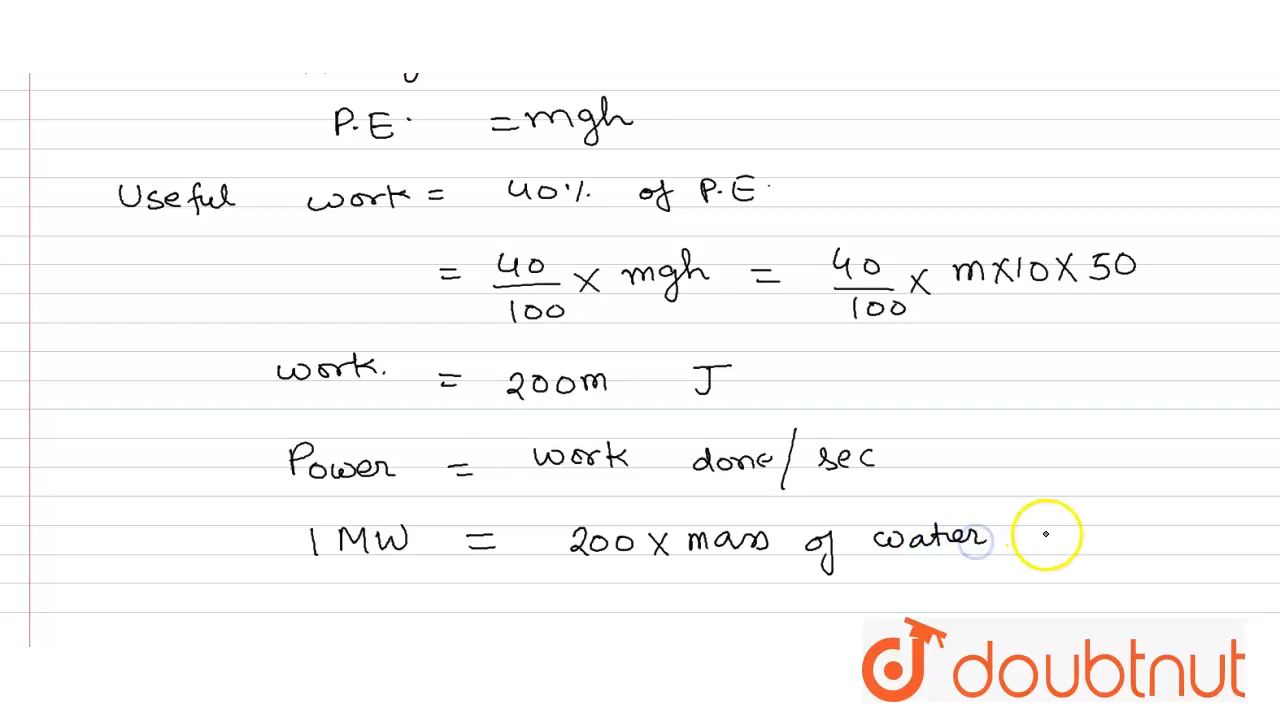 P.E. = mgh
Useful work = 40% of P.E.
= 40/100 × mgh = 40/100 × m×10×50
work. = 200m J
Power = work done/sec
1 MW = 200 × mass of water
doubtnut